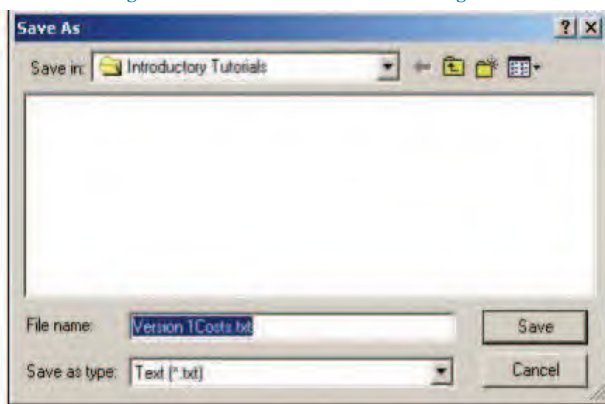 Save As
Save in: Introductory Tutorials
File name: Version 1Costs.txt Save
Save as type: Text (*.txt) Cancel